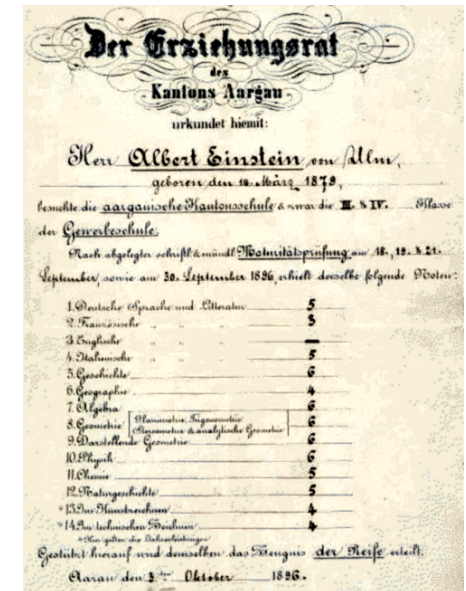 Der Erziehungsrat
des
Kantons Aargau
urkundet hiemit:
Herr Albert Einstein von Ulm,
geboren den 14. März 1879,
besuchte die aargauische Kantonsschule & zwar die III. & IV. Klasse
der Gewerbeschule.
Nach abgelegter schriftl. & mündl. Maturitätsprüfung am 18., 19. & 21.
September, sowie am 30. September 1896, erhielt derselbe folgende Noten:
1. Deutsche Sprache und Litteratur 5
2. Französische „ „ „ 3
3. Englische „ „ „ —
4. Italienische „ „ „ 5
5. Geschichte 6
6. Geographie 4
7. Algebra 6
8. Geometrie (Planimetrie, Trigonometrie 6
Stereometrie & analytische Geometrie)
9. Darstellende Geometrie 6
10. Physik 6
11. Chemie 5
12. Naturgeschichte 5
*13. Im Kunstzeichnen 4
*14. Im technischen Zeichnen 4
* Hier gelten die Jahresleistungen
Gestützt hierauf wird demselben das Zeugnis der Reife erteilt.
Aarau den 3ten Oktober 1896.